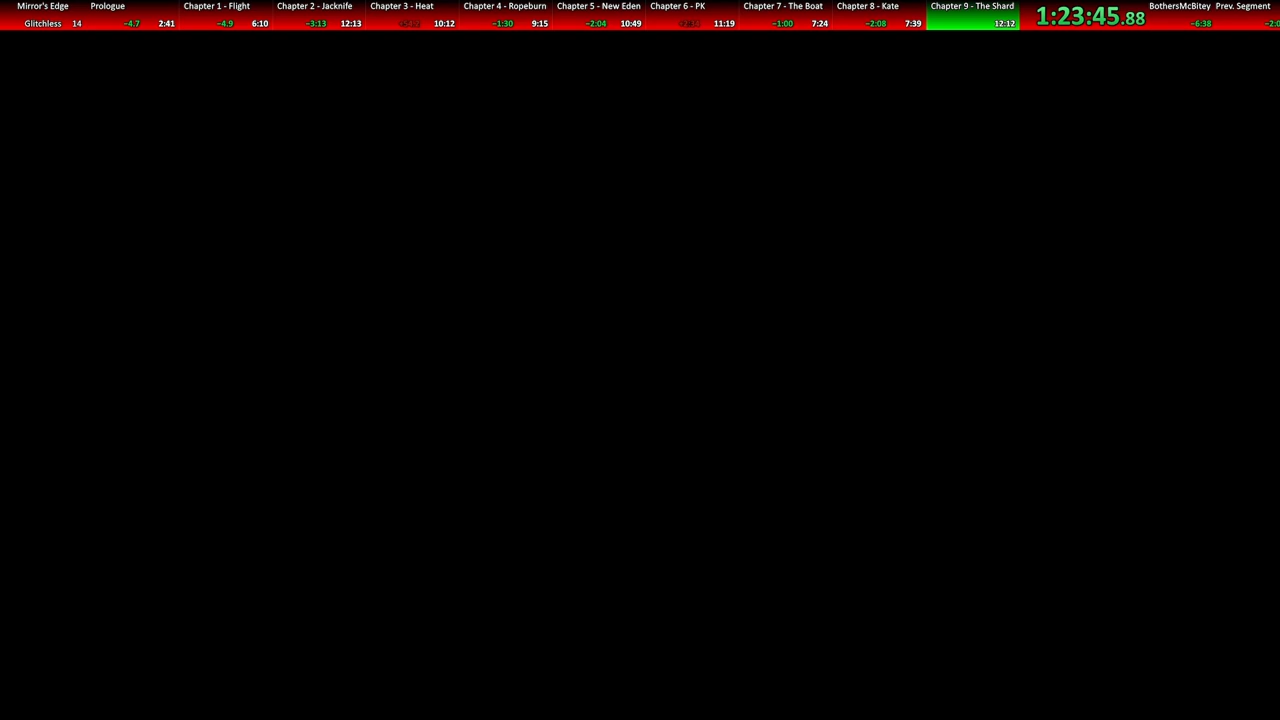 Mirror's Edge Prologue Chapter 1 - Flight Chapter 2 - Jacknife Chapter 3 - Heat Chapter 4 - Ropeburn Chapter 5 - New Eden Chapter 6 - PK Chapter 7 - The Boat Chapter 8 - Kate Chapter 9 - The Shard 1:23:45.88 BothersMcBitey Prev. Segment
Glitchless 14 −4.7 2:41 −4.9 6:10 −3:13 12:13 10:12 −1:30 9:15 −2:04 10:49 11:19 −1:00 7:24 −2:08 7:39 12:12 −6:38